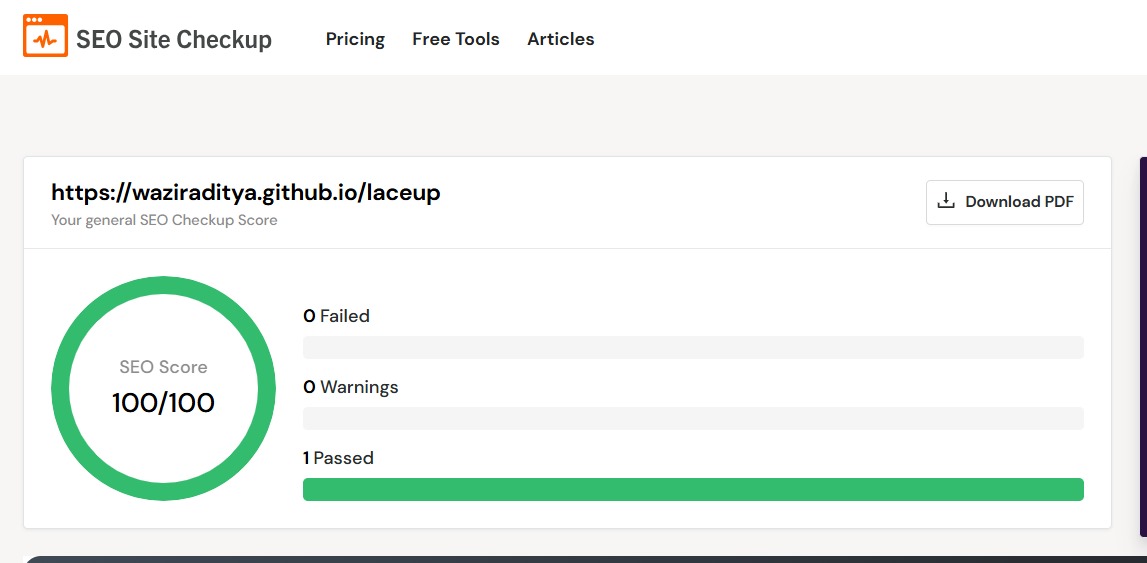 SEO Site Checkup Pricing Free Tools Articles
https://waziraditya.github.io/laceup
Your general SEO Checkup Score
Download PDF
SEO Score
100/100
0 Failed
0 Warnings
1 Passed